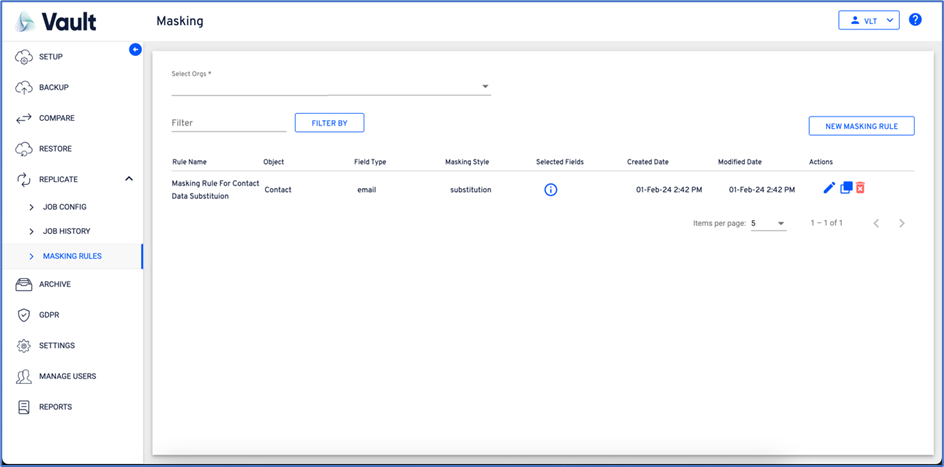 Vault
Masking
VLT
?
SETUP
BACKUP
COMPARE
RESTORE
REPLICATE
JOB CONFIG
JOB HISTORY
MASKING RULES
ARCHIVE
GDPR
SETTINGS
MANAGE USERS
REPORTS
Select Orgs *
Filter
FILTER BY
NEW MASKING RULE
Rule Name Object Field Type Masking Style Selected Fields Created Date Modified Date Actions
Masking Rule For Contact
Data Substituion
Contact email substitution 01-Feb-24 2:42 PM 01-Feb-24 2:42 PM
Items per page: 5 1 – 1 of 1